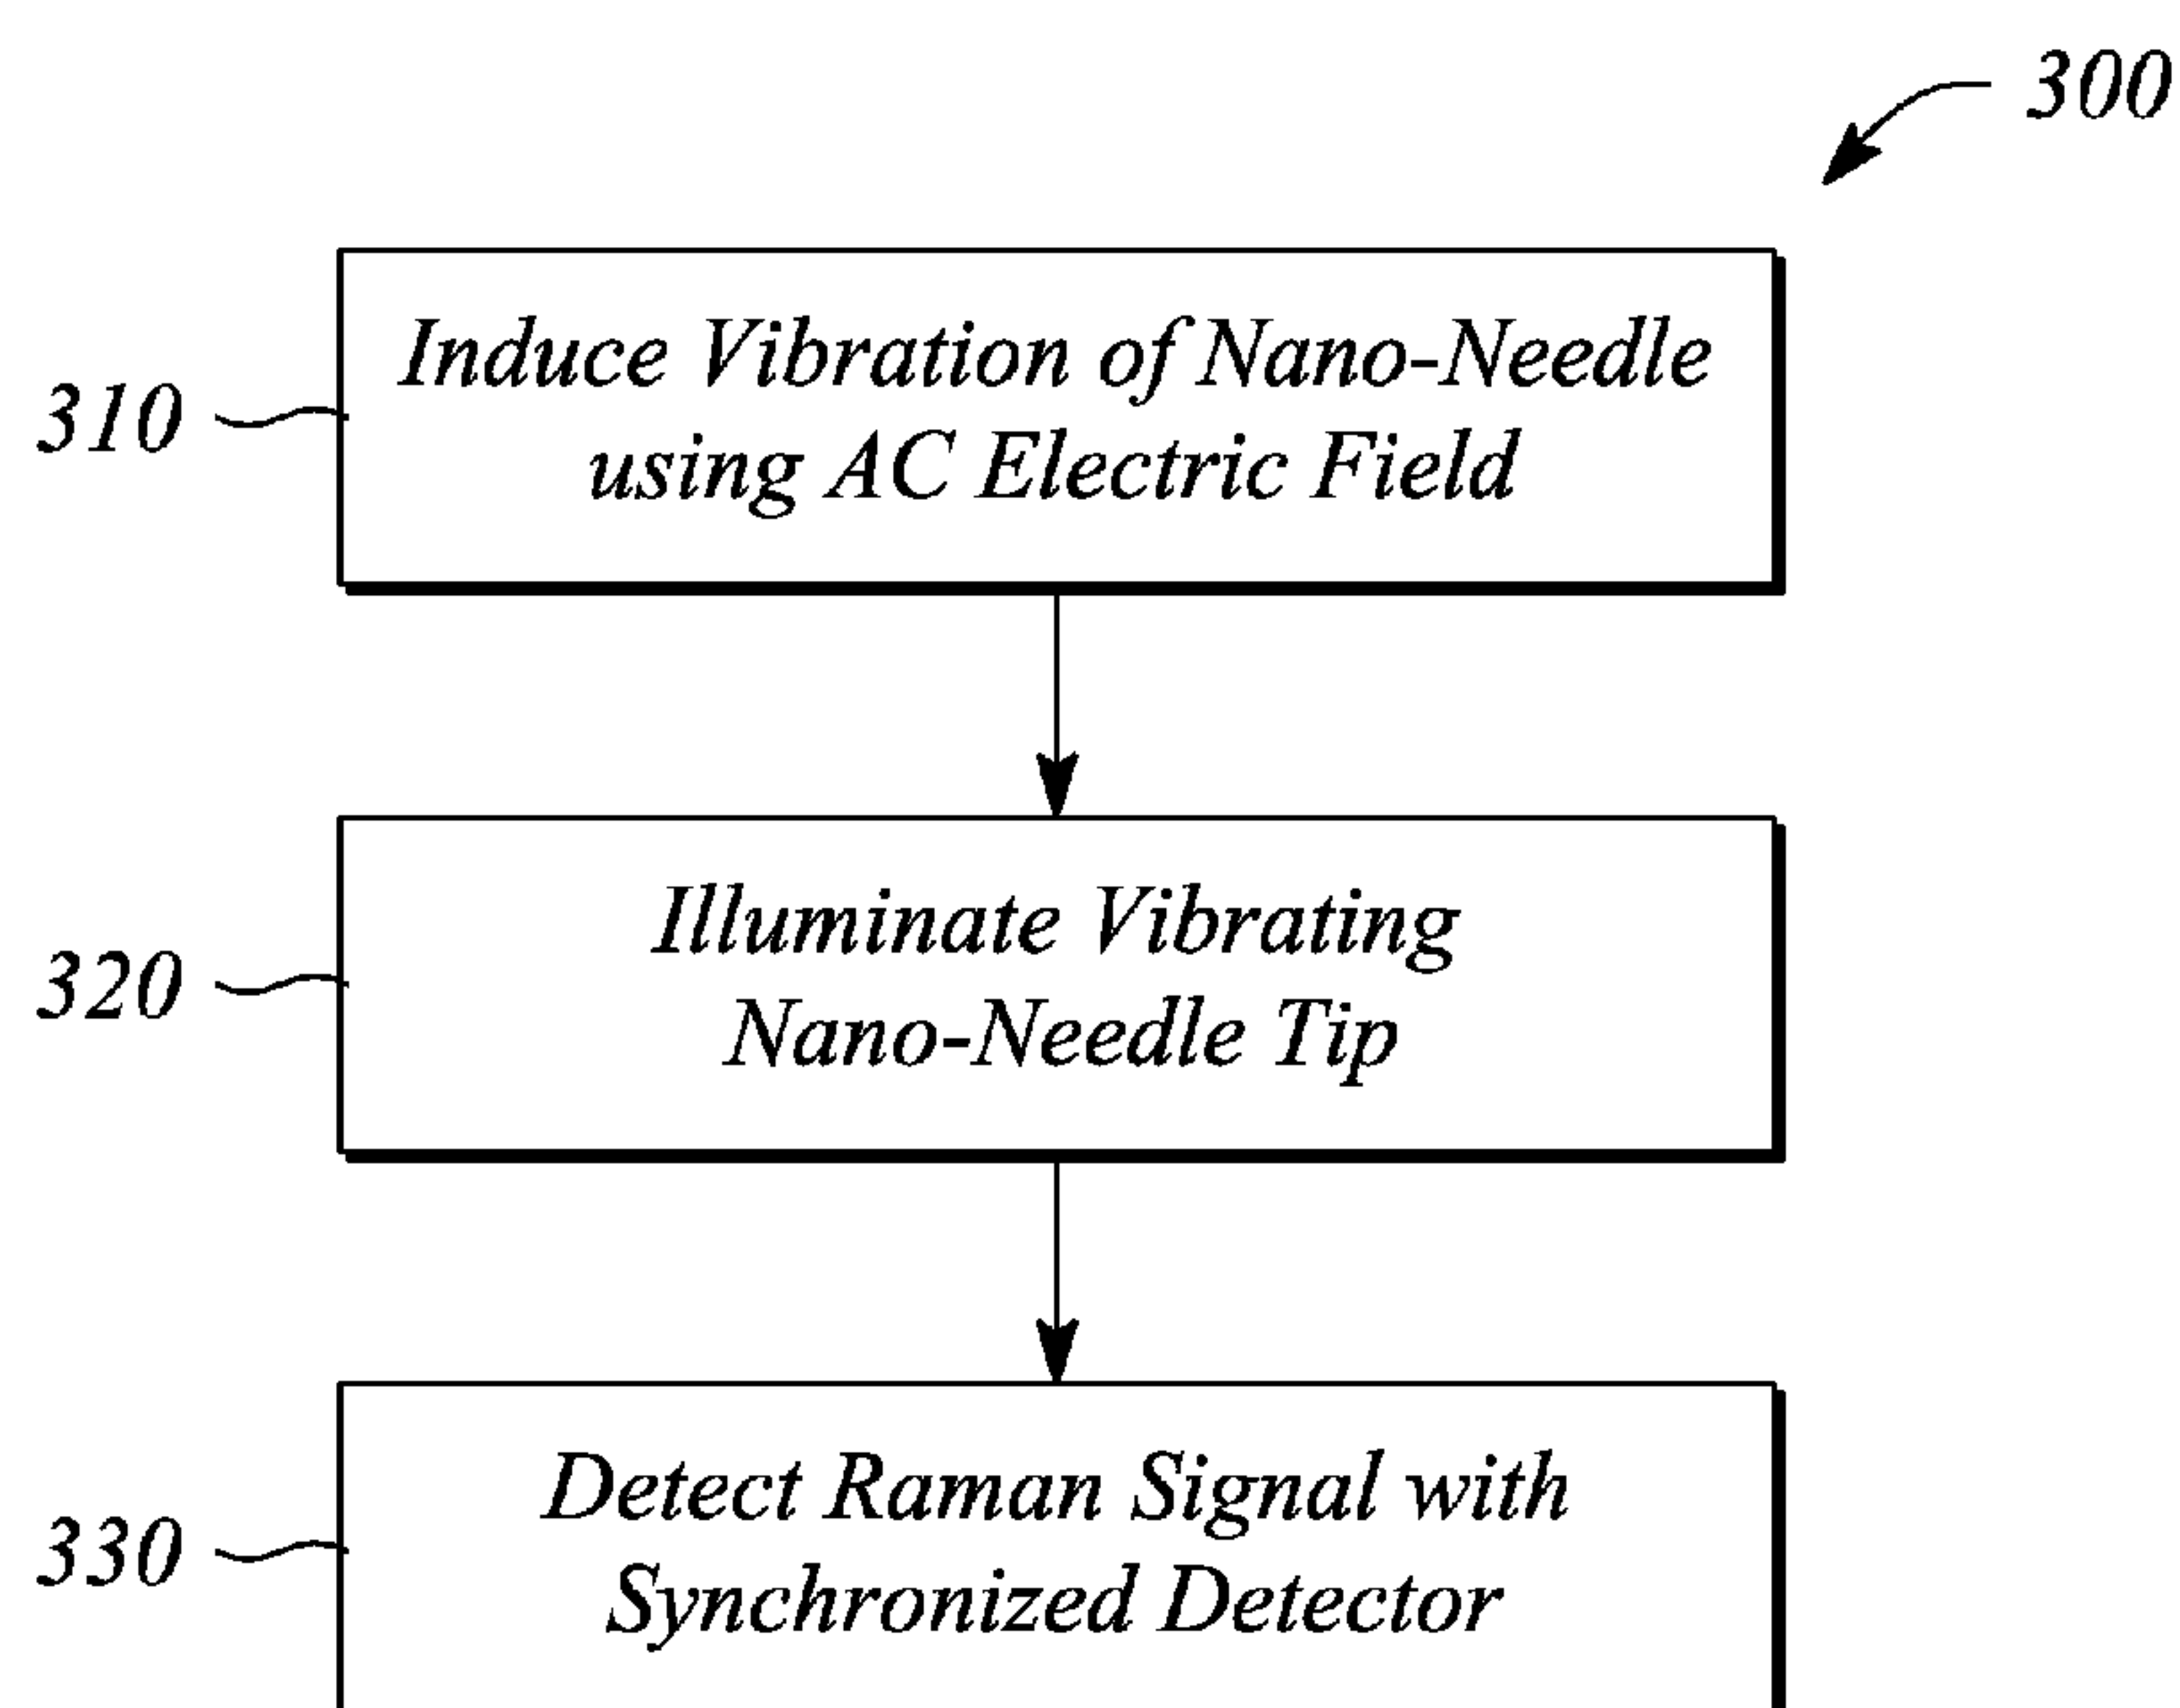 300
310
Induce Vibration of Nano-Needle
using AC Electric Field
320
Illuminate Vibrating
Nano-Needle Tip
330
Detect Raman Signal with
Synchronized Detector